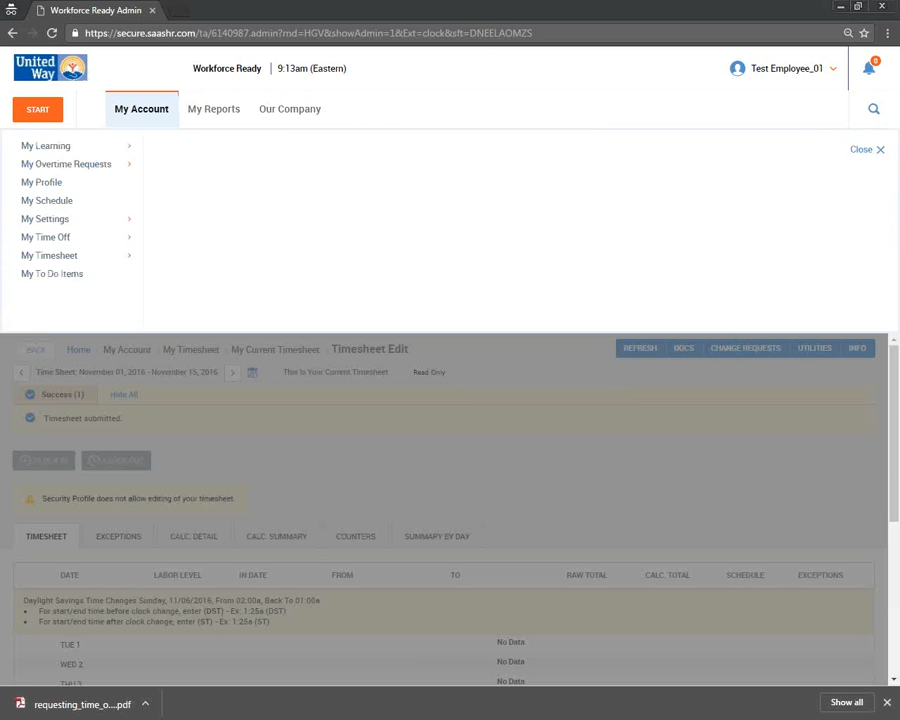 Workforce Ready Admin
https://secure.saashr.com/ta/6140987.admin?rnd=HGV&showAdmin=1&Ext=clock&sft=DNEELAOMZS
United Way
Workforce Ready 9:13am (Eastern)
Test Employee_01
0
START
My Account My Reports Our Company
My Learning
Close
My Overtime Requests
My Profile
My Schedule
My Settings
My Time Off
My Timesheet
My To Do Items
BACK Home My Account My Timesheet My Current Timesheet Timesheet Edit
REFRESH DOCS CHANGE REQUESTS UTILITIES INFO
Time Sheet: November 01, 2016 - November 15, 2016 This Is Your Current Timesheet Read Only
Success (1) Hide All
Timesheet submitted.
CLOCK IN CLOCK OUT
Security Profile does not allow editing of your timesheet
TIMESHEET EXCEPTIONS CALC. DETAIL CALC. SUMMARY COUNTERS SUMMARY BY DAY
DATE LABOR LEVEL IN DATE FROM TO RAW TOTAL CALC. TOTAL SCHEDULE EXCEPTIONS
Daylight Savings Time Changes Sunday, 11/06/2016, From 02:00a, Back To 01:00a
• For start/end time before clock change, enter (DST) - Ex: 1:25a (DST)
• For start/end time after clock change, enter (ST) - Ex: 1:25a (ST)
TUE 1 No Data
WED 2 No Data
THU 3 No Data
requesting_time_o....pdf
Show all